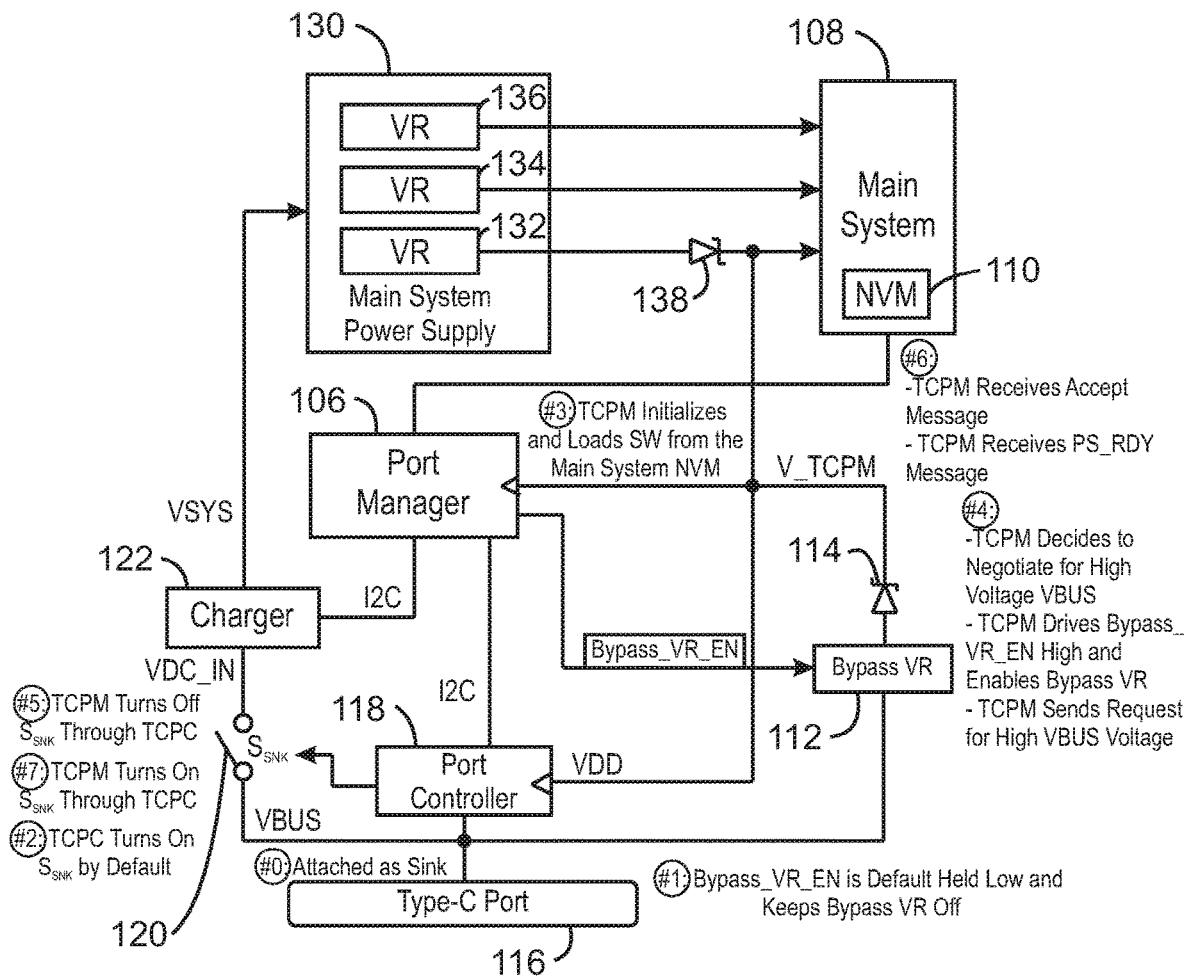 130
108
VR
136
VR
134
VR
132
Main System
Power Supply
138
Main
System
NVM
110
#6:
-TCPM Receives Accept
Message
- TCPM Receives PS_RDY
Message
106
#3: TCPM Initializes
and Loads SW from the
Main System NVM
Port
Manager
V_TCPM
VSYS
#4:
-TCPM Decides to
Negotiate for High
Voltage VBUS
- TCPM Drives Bypass_
VR_EN High and
Enables Bypass VR
- TCPM Sends Request
for High VBUS Voltage
114
122
Charger
I2C
Bypass_VR_EN
Bypass VR
112
VDC_IN
I2C
#5: TCPM Turns Off
SSNK Through TCPC
#7: TCPM Turns On
SSNK Through TCPC
#2: TCPC Turns On
SSNK by Default
SSNK
118
Port
Controller
VDD
VBUS
#0: Attached as Sink
#1: Bypass_VR_EN is Default Held Low and
Keeps Bypass VR Off
Type-C Port
120
116